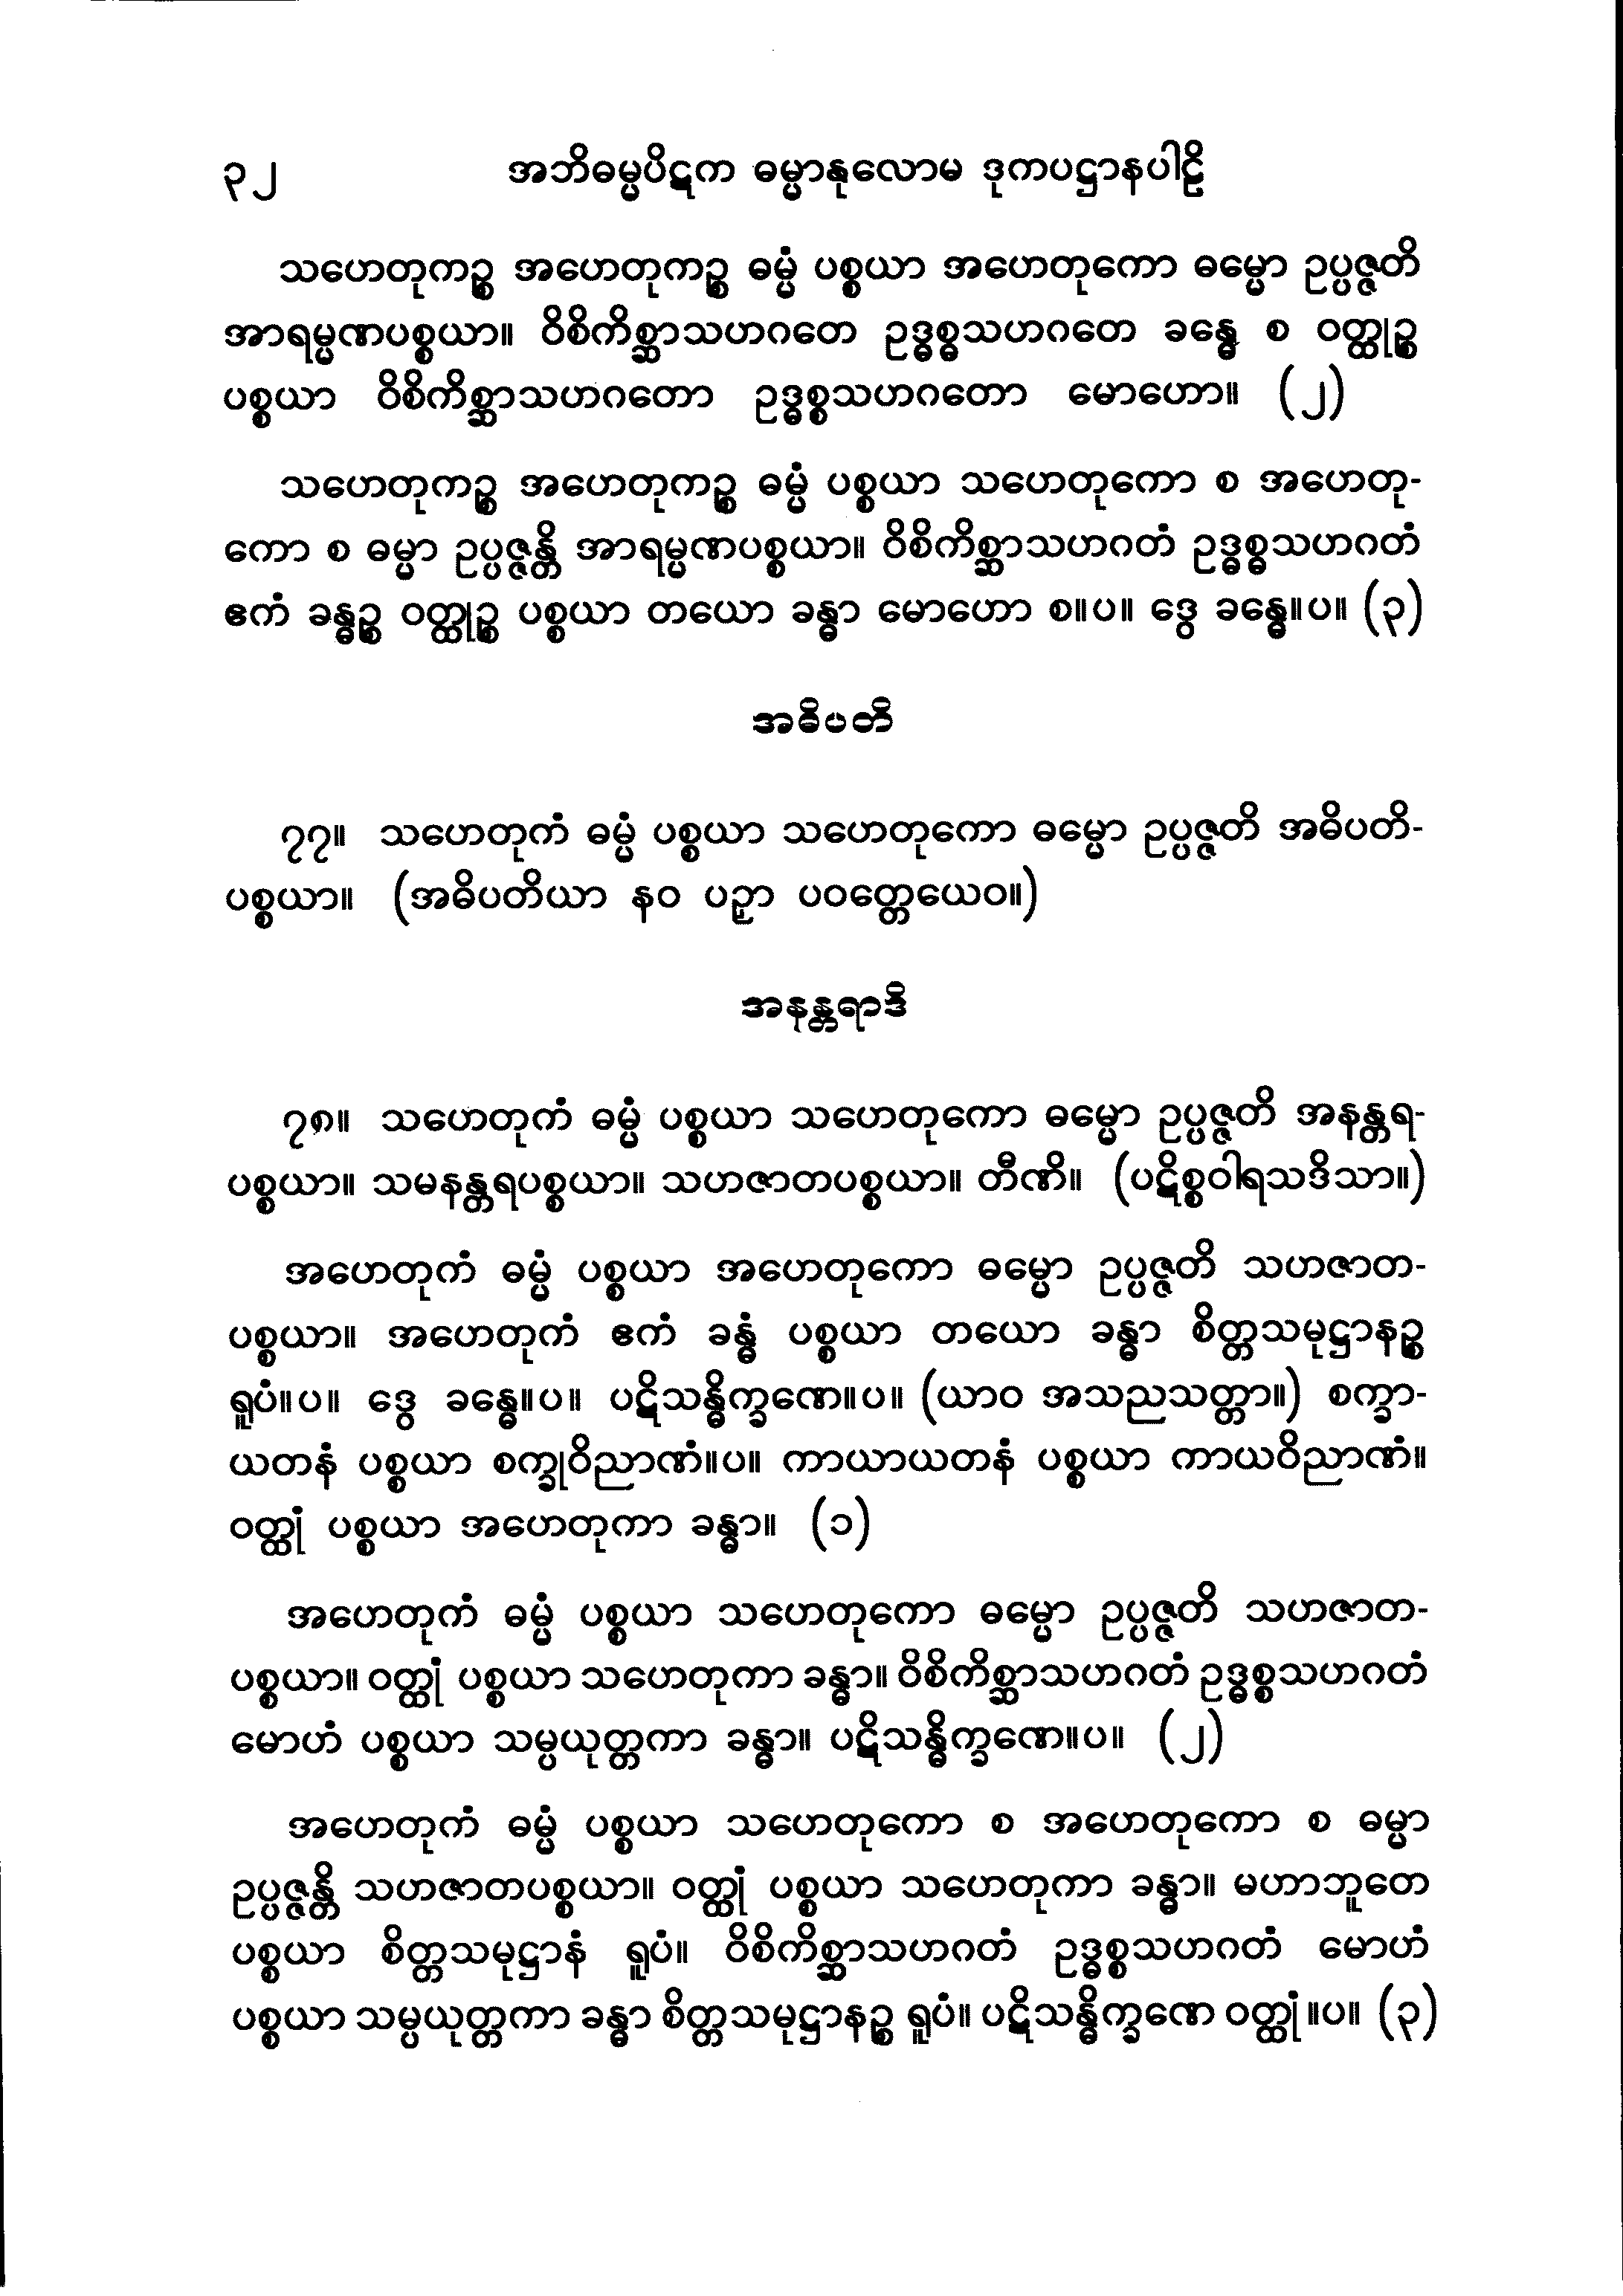 ၃၂ အဘိဓမ္မပိဋက ဓမ္မာနုလောမ ဒုကပဋ္ဌာနပါဠိ
သဟေတုကဉ္စ အဟေတုကဉ္စ ဓမ္မံ ပစ္စယာ အဟေတုကော ဓမ္မော ဥပ္ပဇ္ဇတိ
အာရမ္မဏပစ္စယာ။ ဝိစိကိစ္ဆာသဟဂတေ ဥဒ္ဓစ္စသဟဂတေ ခန္ဓေ စ ဝတ္ထုဉ္စ
ပစ္စယာ ဝိစိကိစ္ဆာသဟဂတော ဥဒ္ဓစ္စသဟဂတော မောဟော။ (၂)
သဟေတုကဉ္စ အဟေတုကဉ္စ ဓမ္မံ ပစ္စယာ သဟေတုကော စ အဟေတု-
ကော စ ဓမ္မာ ဥပ္ပဇ္ဇန္တိ အာရမ္မဏပစ္စယာ။ ဝိစိကိစ္ဆာသဟဂတံ ဥဒ္ဓစ္စသဟဂတံ
ဧကံ ခန္ဓဉ္စ ဝတ္ထုဉ္စ ပစ္စယာ တယော ခန္ဓာ မောဟော စ။ပ။ ဒွေ ခန္ဓေ။ပ။ (၃)
အဓိပတိ
၇၇။ သဟေတုကံ ဓမ္မံ ပစ္စယာ သဟေတုကော ဓမ္မော ဥပ္ပဇ္ဇတိ အဓိပတိ-
ပစ္စယာ။ (အဓိပတိယာ နဝ ပဉှာ ပဝတ္တေယေဝ။)
အနန္တရာဒိ
၇၈။ သဟေတုကံ ဓမ္မံ ပစ္စယာ သဟေတုကော ဓမ္မော ဥပ္ပဇ္ဇတိ အနန္တရ-
ပစ္စယာ။ သမနန္တရပစ္စယာ။ သဟဇာတပစ္စယာ။ တီဏိ။ (ပဋိစ္စဝါရသဒိသာ။)
အဟေတုကံ ဓမ္မံ ပစ္စယာ အဟေတုကော ဓမ္မော ဥပ္ပဇ္ဇတိ သဟဇာတ-
ပစ္စယာ။ အဟေတုကံ ဧကံ ခန္ဓံ ပစ္စယာ တယော ခန္ဓာ စိတ္တသမုဋ္ဌာနဉ္စ
ရူပံ။ပ။ ဒွေ ခန္ဓေ။ပ။ ပဋိသန္ဓိက္ခဏေ။ပ။ (ယာဝ အသညသတ္တာ။) စက္ခာ-
ယတနံ ပစ္စယာ စက္ခုဝိညာဏံ။ပ။ ကာယာယတနံ ပစ္စယာ ကာယဝိညာဏံ။
ဝတ္ထုံ ပစ္စယာ အဟေတုကာ ခန္ဓာ။ (၁)
အဟေတုကံ ဓမ္မံ ပစ္စယာ သဟေတုကော ဓမ္မော ဥပ္ပဇ္ဇတိ သဟဇာတ-
ပစ္စယာ။ ဝတ္ထုံ ပစ္စယာ သဟေတုကာ ခန္ဓာ။ ဝိစိကိစ္ဆာသဟဂတံ ဥဒ္ဓစ္စသဟဂတံ
မောဟံ ပစ္စယာ သမ္ပယုတ္တကာ ခန္ဓာ။ ပဋိသန္ဓိက္ခဏေ။ပ။ (၂)
အဟေတုကံ ဓမ္မံ ပစ္စယာ သဟေတုကော စ အဟေတုကော စ ဓမ္မာ
ဥပ္ပဇ္ဇန္တိ သဟဇာတပစ္စယာ။ ဝတ္ထုံ ပစ္စယာ သဟေတုကာ ခန္ဓာ။ မဟာဘူတေ
ပစ္စယာ စိတ္တသမုဋ္ဌာနံ ရူပံ။ ဝိစိကိစ္ဆာသဟဂတံ ဥဒ္ဓစ္စသဟဂတံ မောဟံ
ပစ္စယာ သမ္ပယုတ္တကာ ခန္ဓာ စိတ္တသမုဋ္ဌာနဉ္စ ရူပံ။ ပဋိသန္ဓိက္ခဏေ ဝတ္ထုံ။ပ။ (၃)